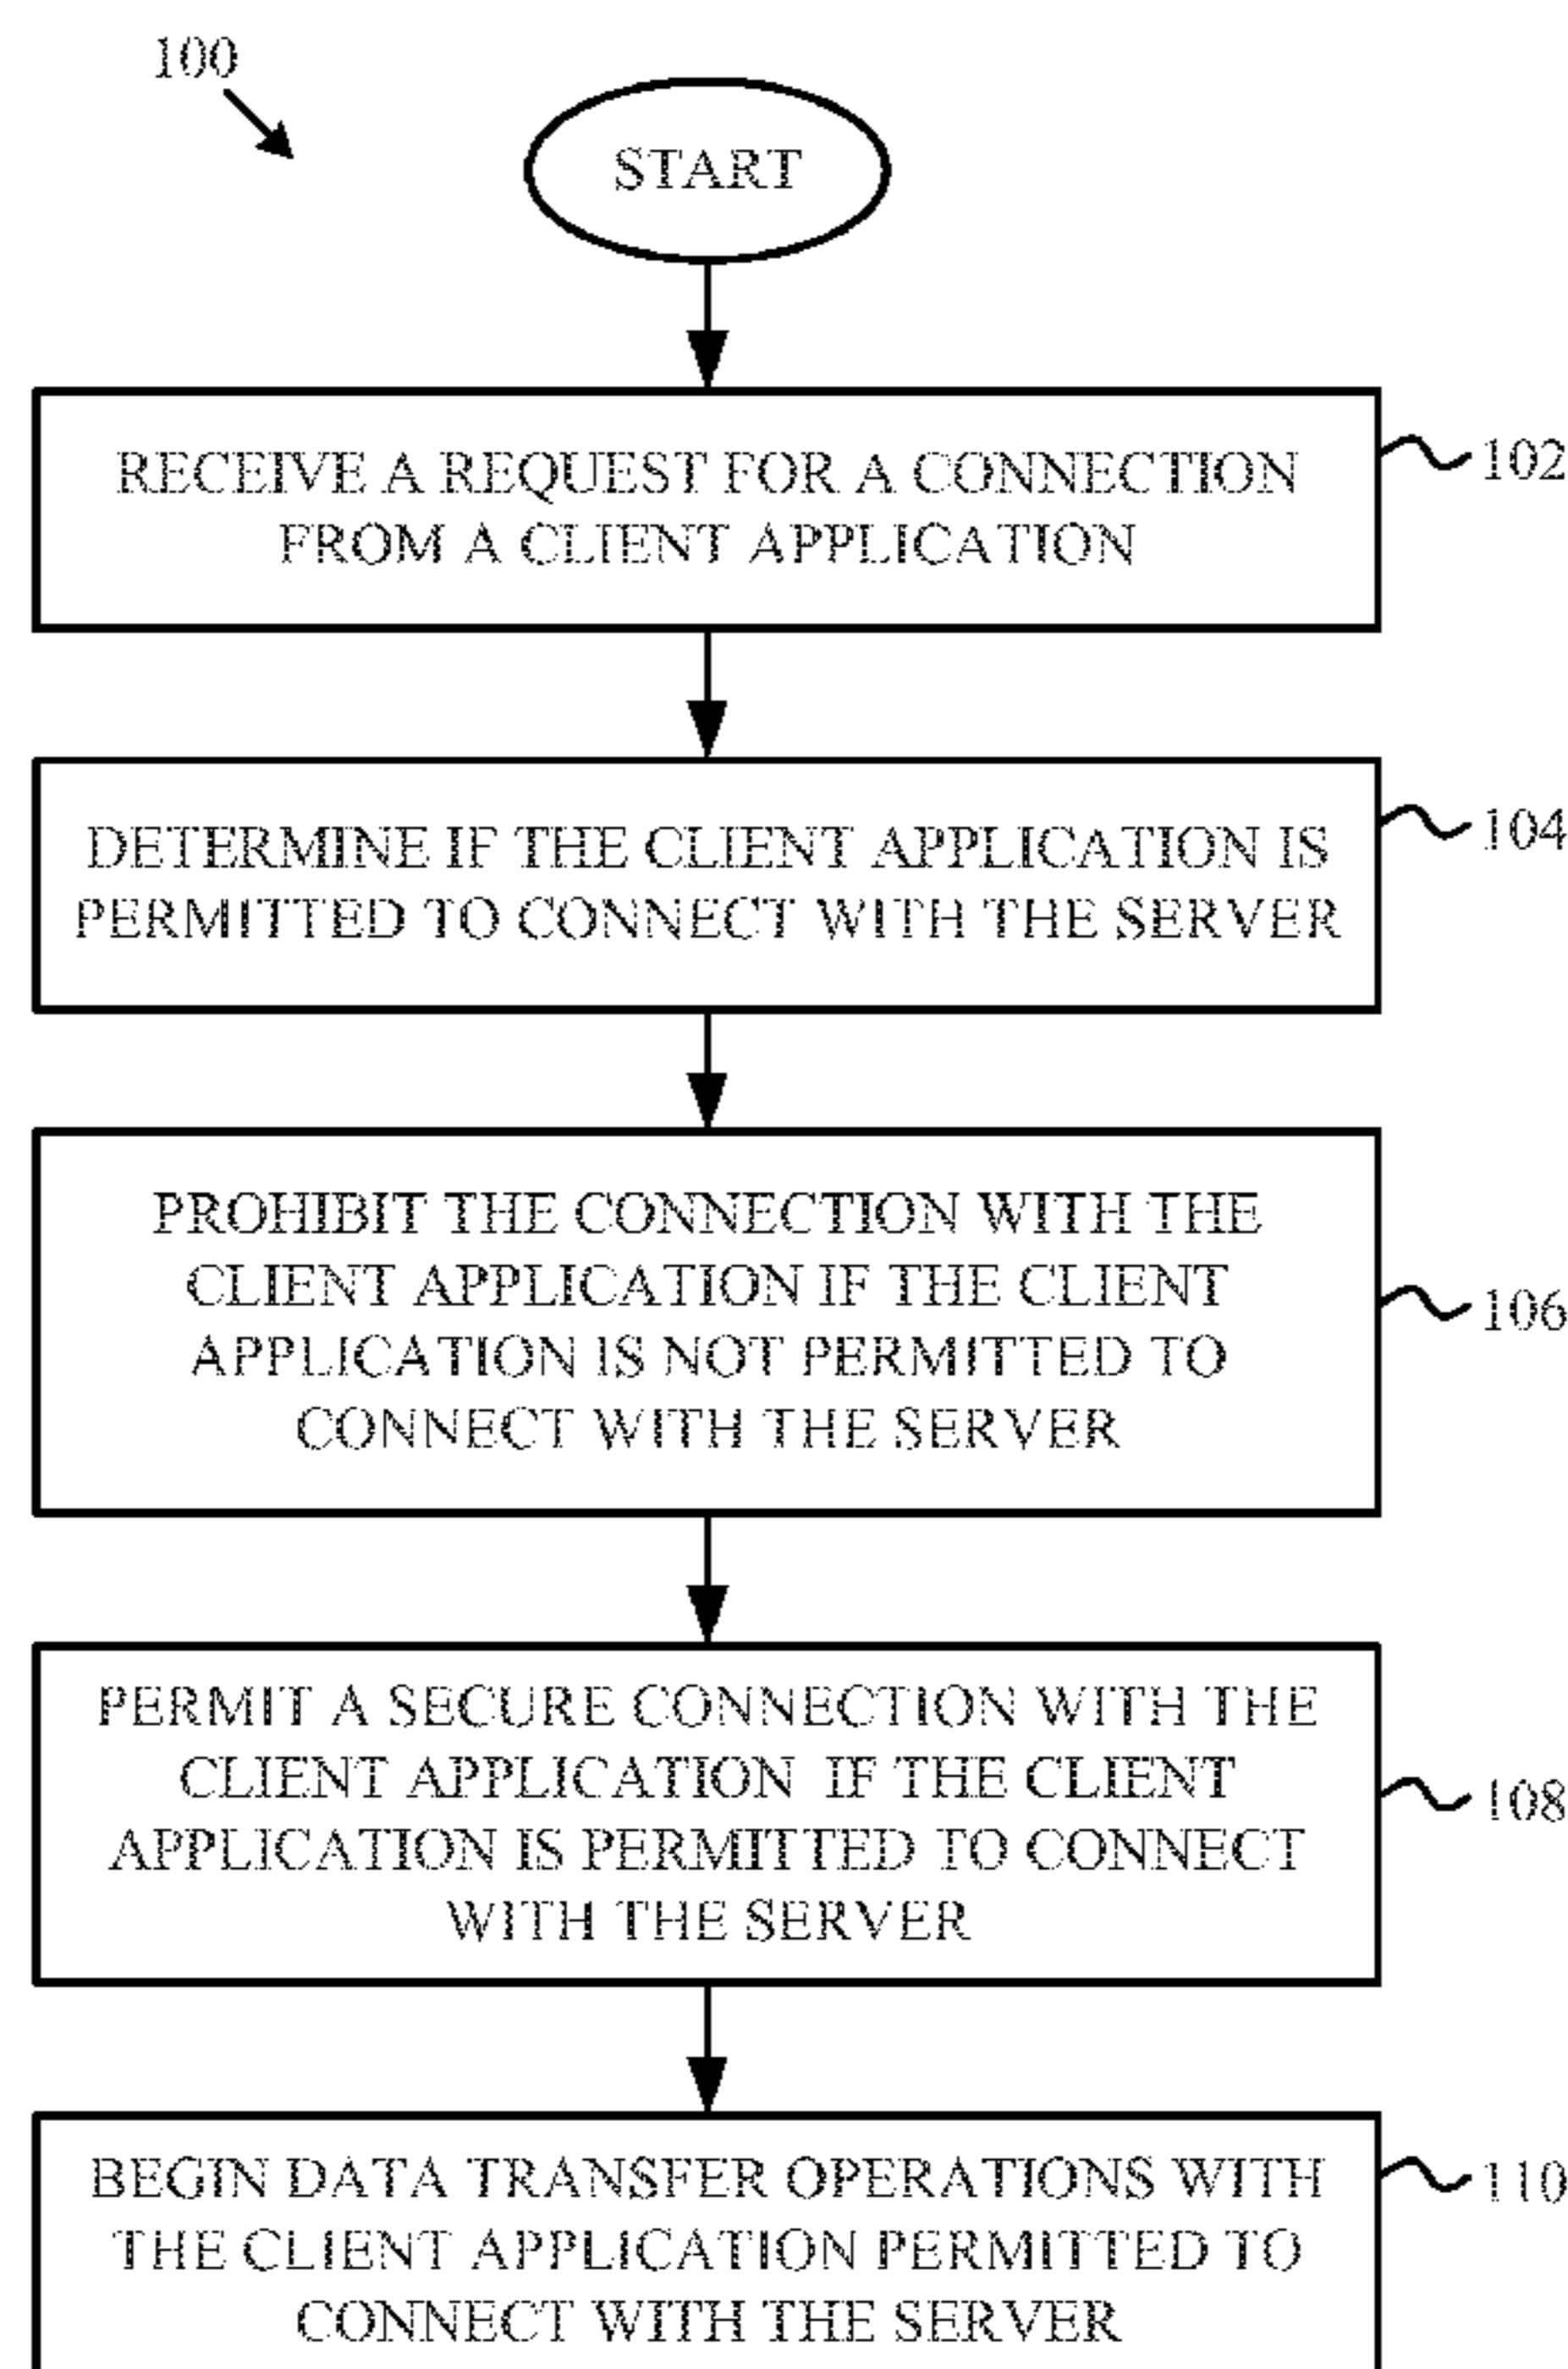 100
START
RECEIVE A REQUEST FOR A CONNECTION
FROM A CLIENT APPLICATION
102
DETERMINE IF THE CLIENT APPLICATION IS
PERMITTED TO CONNECT WITH THE SERVER
104
PROHIBIT THE CONNECTION WITH THE
CLIENT APPLICATION IF THE CLIENT
APPLICATION IS NOT PERMITTED TO
CONNECT WITH THE SERVER
106
PERMIT A SECURE CONNECTION WITH THE
CLIENT APPLICATION IF THE CLIENT
APPLICATION IS PERMITTED TO CONNECT
WITH THE SERVER
108
BEGIN DATA TRANSFER OPERATIONS WITH
THE CLIENT APPLICATION PERMITTED TO
CONNECT WITH THE SERVER
110